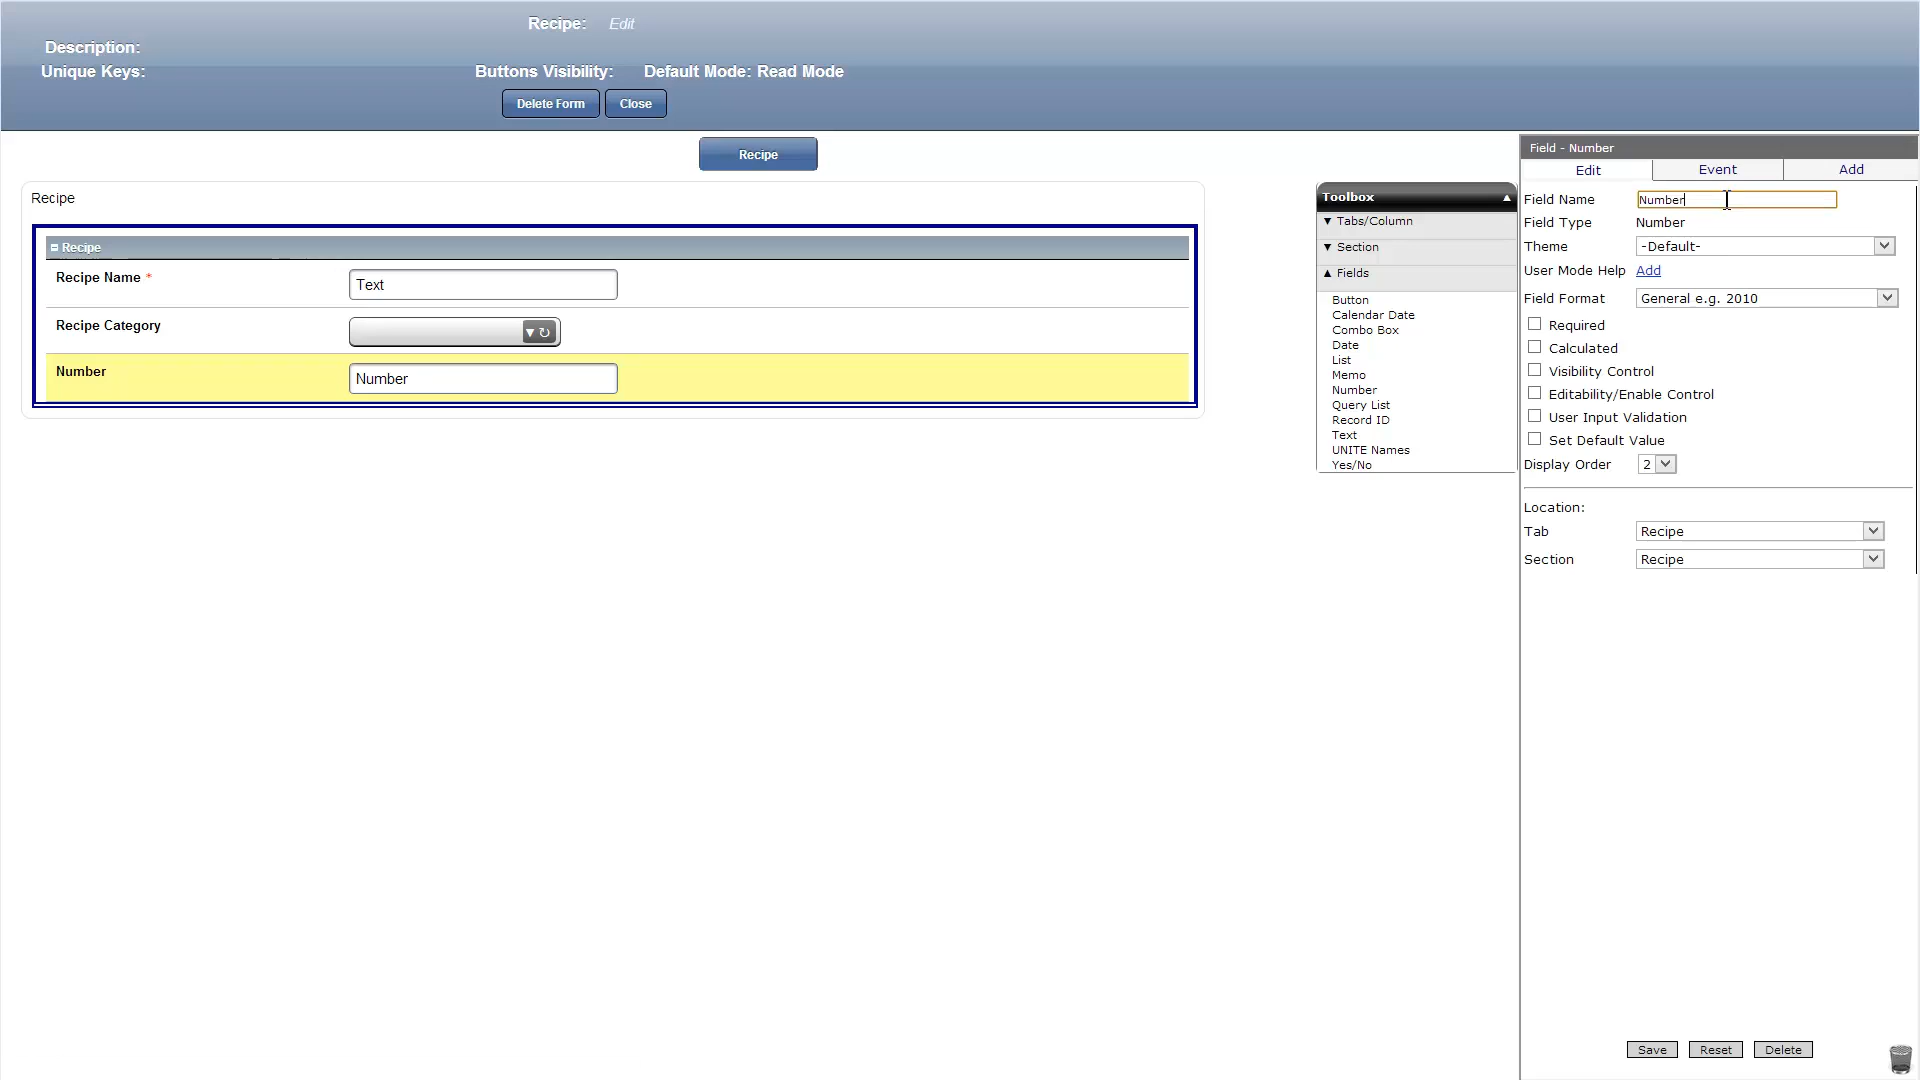 Recipe: Edit
Description:
Unique Keys:
Buttons Visibility: Default Mode: Read Mode
Delete Form Close
Recipe
Recipe
Recipe
Recipe Name *
Text
Recipe Category
Number
Number
Toolbox
Tabs/Column
Section
Fields
Button
Calendar Date
Combo Box
Date
List
Memo
Number
Query List
Record ID
Text
UNITE Names
Yes/No
Field - Number
Edit Event Add
Field Name Number
Field Type Number
Theme -Default-
User Mode Help Add
Field Format General e.g. 2010
Required
Calculated
Visibility Control
Editability/Enable Control
User Input Validation
Set Default Value
Display Order 2
Location:
Tab Recipe
Section Recipe
Save Reset Delete